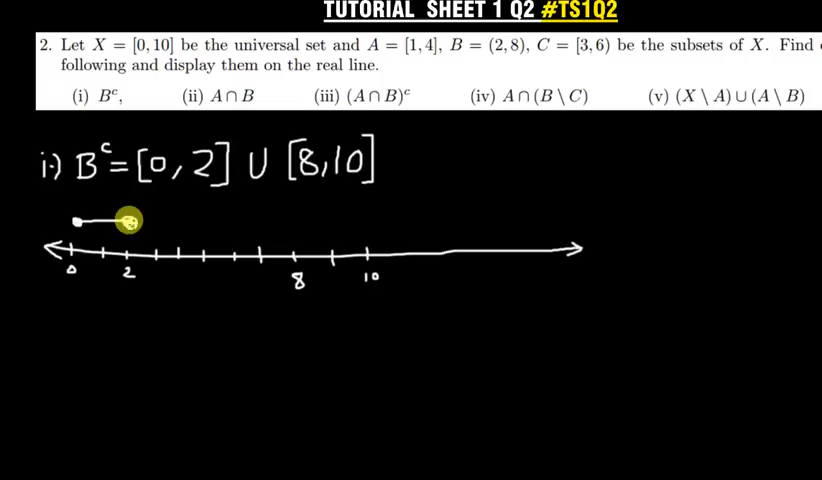 TUTORIAL SHEET 1 Q2 #TS1Q2
2. Let X = [0, 10] be the universal set and A = [1, 4], B = (2, 8), C = [3, 6) be the subsets of X. Find
following and display them on the real line.
(i) Bᶜ, (ii) A ∩ B (iii) (A ∩ B)ᶜ (iv) A ∩ (B \ C) (v) (X \ A) ∪ (A \ B)
i·) Bᶜ = [0, 2] ∪ [8, 10]
0 2 8 10